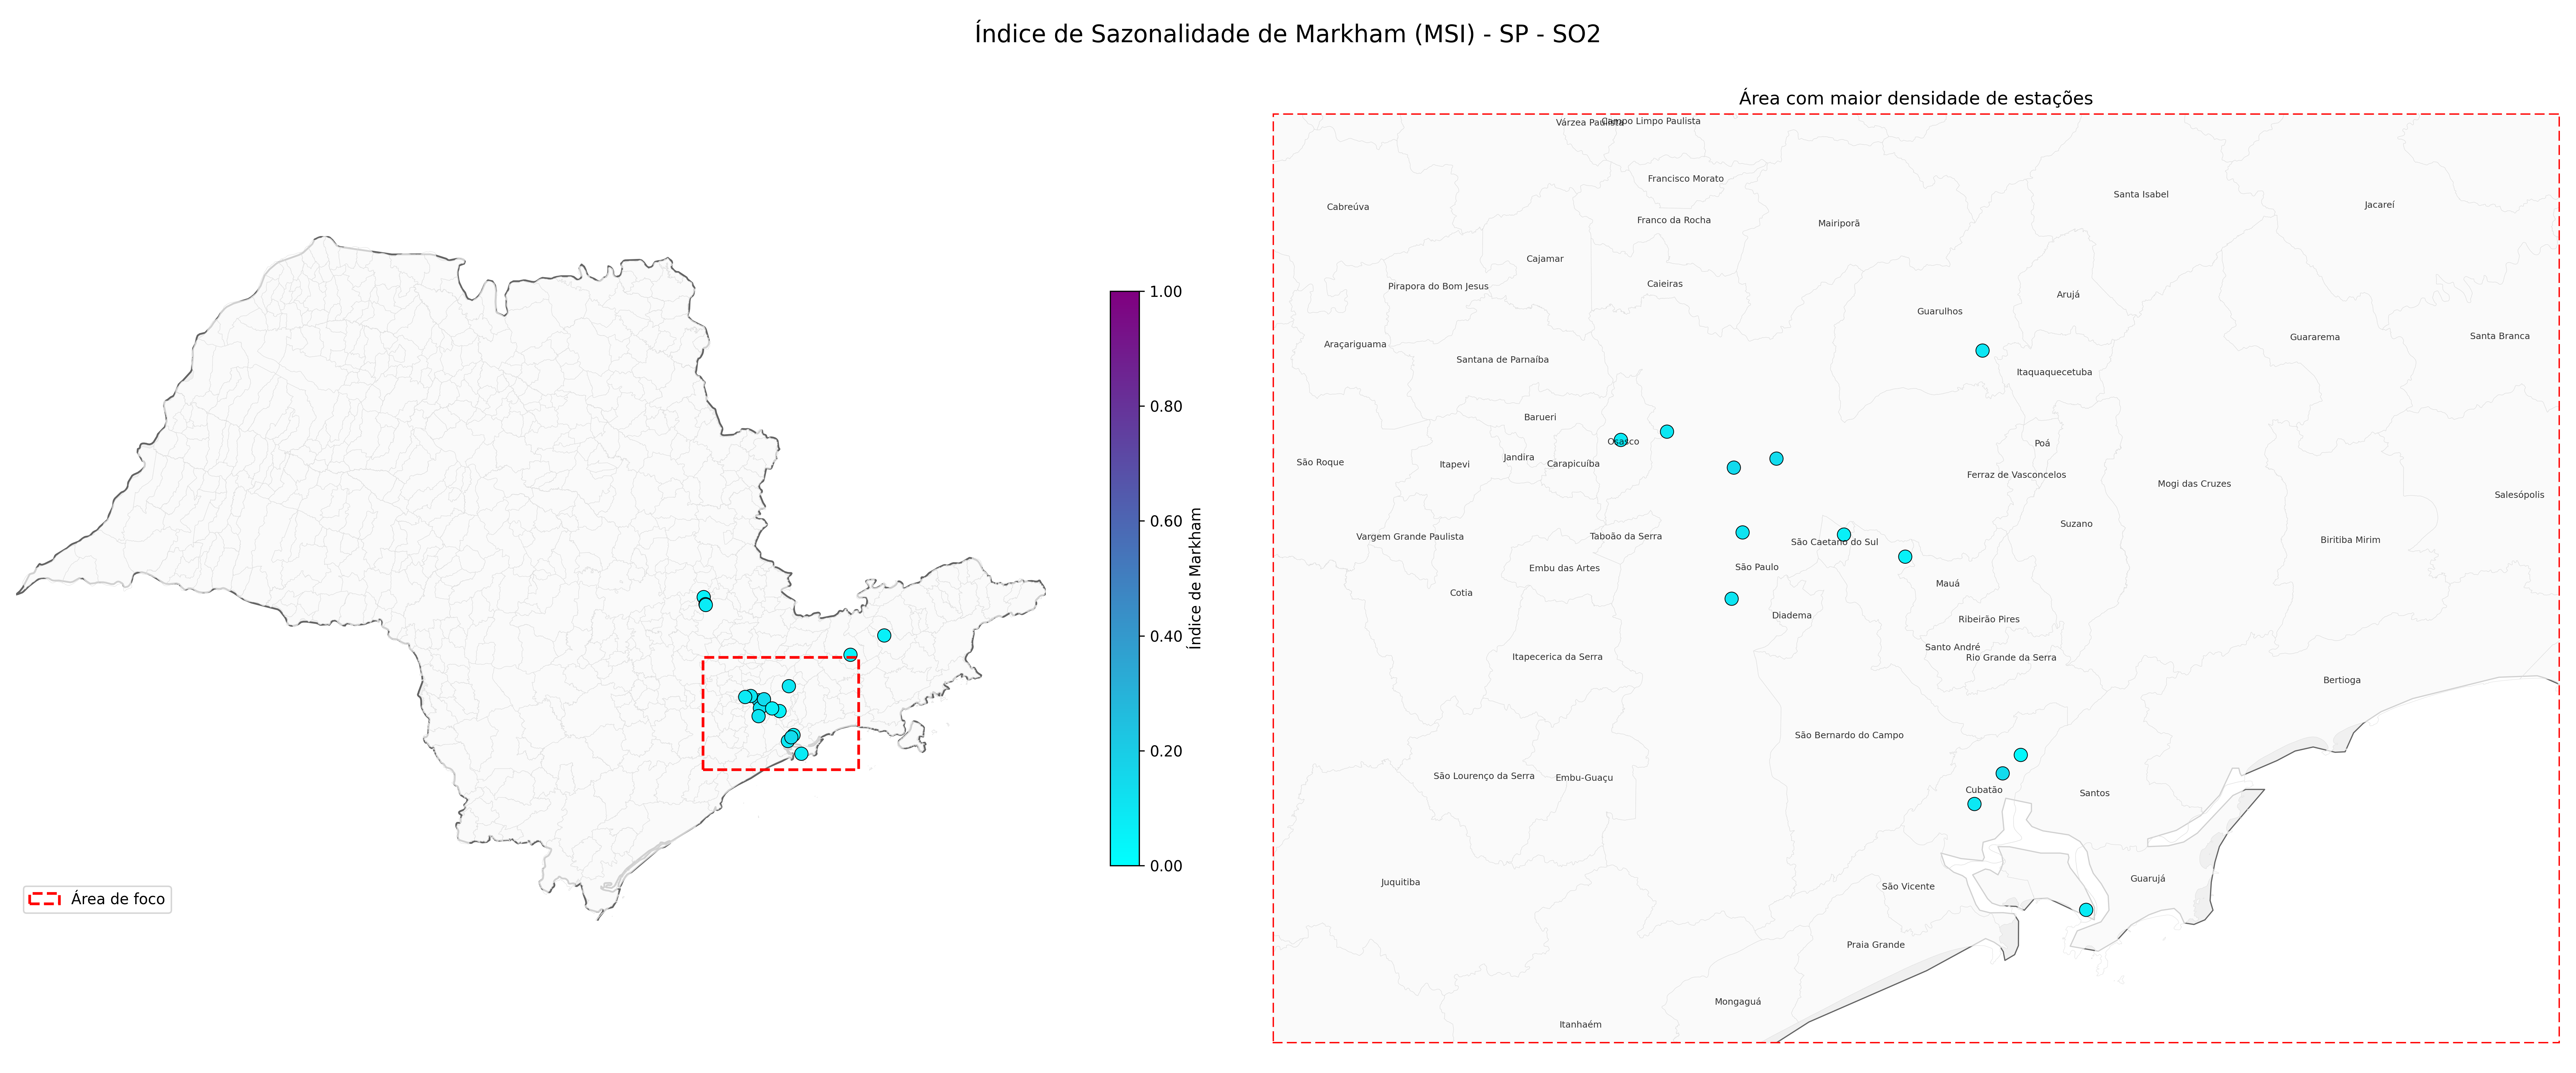 Índice de Sazonalidade de Markham (MSI) - SP - SO2
Área de foco
1.00
0.80
0.60
0.40
0.20
0.00
Índice de Markham
Área com maior densidade de estações
Várzea Paulista
Campo Limpo Paulista
Francisco Morato
Santa Isabel
Jacareí
Cabreúva
Franco da Rocha
Mairiporã
Cajamar
Pirapora do Bom Jesus
Caieiras
Arujá
Guarulhos
Araçariguama
Guararema
Santa Branca
Santana de Parnaíba
Itaquaquecetuba
Barueri
Osasco
Poá
São Roque
Itapevi
Jandira
Carapicuíba
Ferraz de Vasconcelos
Mogi das Cruzes
Salesópolis
Suzano
Vargem Grande Paulista
Taboão da Serra
São Caetano do Sul
Biritiba Mirim
Embu das Artes
São Paulo
Mauá
Cotia
Diadema
Ribeirão Pires
Santo André
Itapecerica da Serra
Rio Grande da Serra
Bertioga
São Bernardo do Campo
São Lourenço da Serra
Embu-Guaçu
Cubatão
Santos
Juquitiba
São Vicente
Guarujá
Praia Grande
Mongaguá
Itanhaém